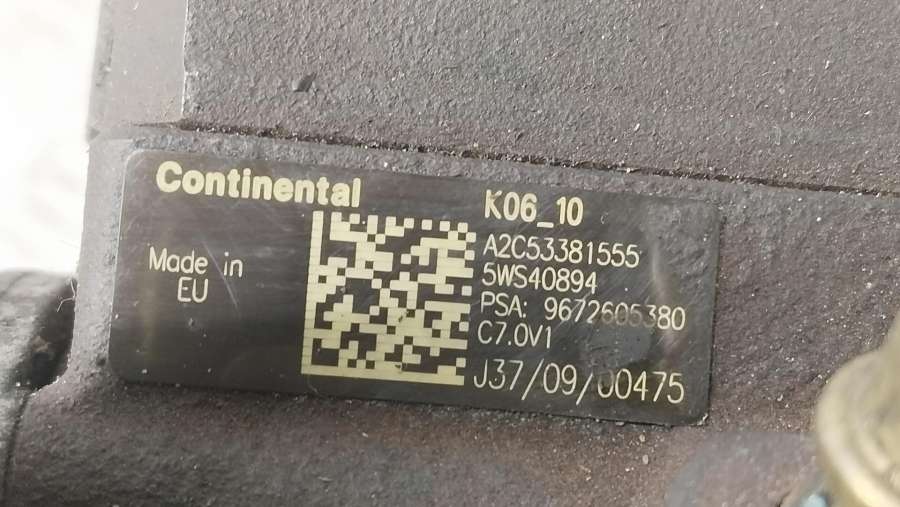 Continental
Made in
EU
K06_10
A2C53381555
5WS40894
PSA: 9672605380
C7.0V1
J37/09/00475